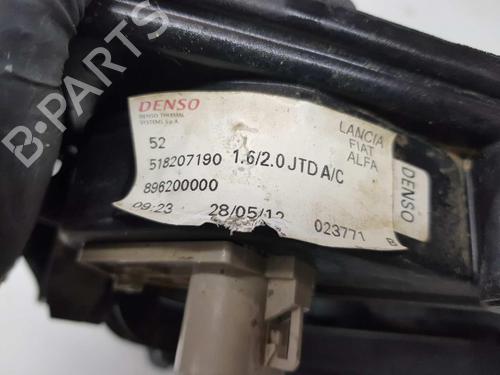 DENSO
DENSO THERMAL
SYSTEMS S.p.A.
LANCIA
FIAT
ALFA
52
518207190 1.6/2.0 JTD A/C
896200000
09:23 28/05/12
023771 B
DENSO
B-PARTS